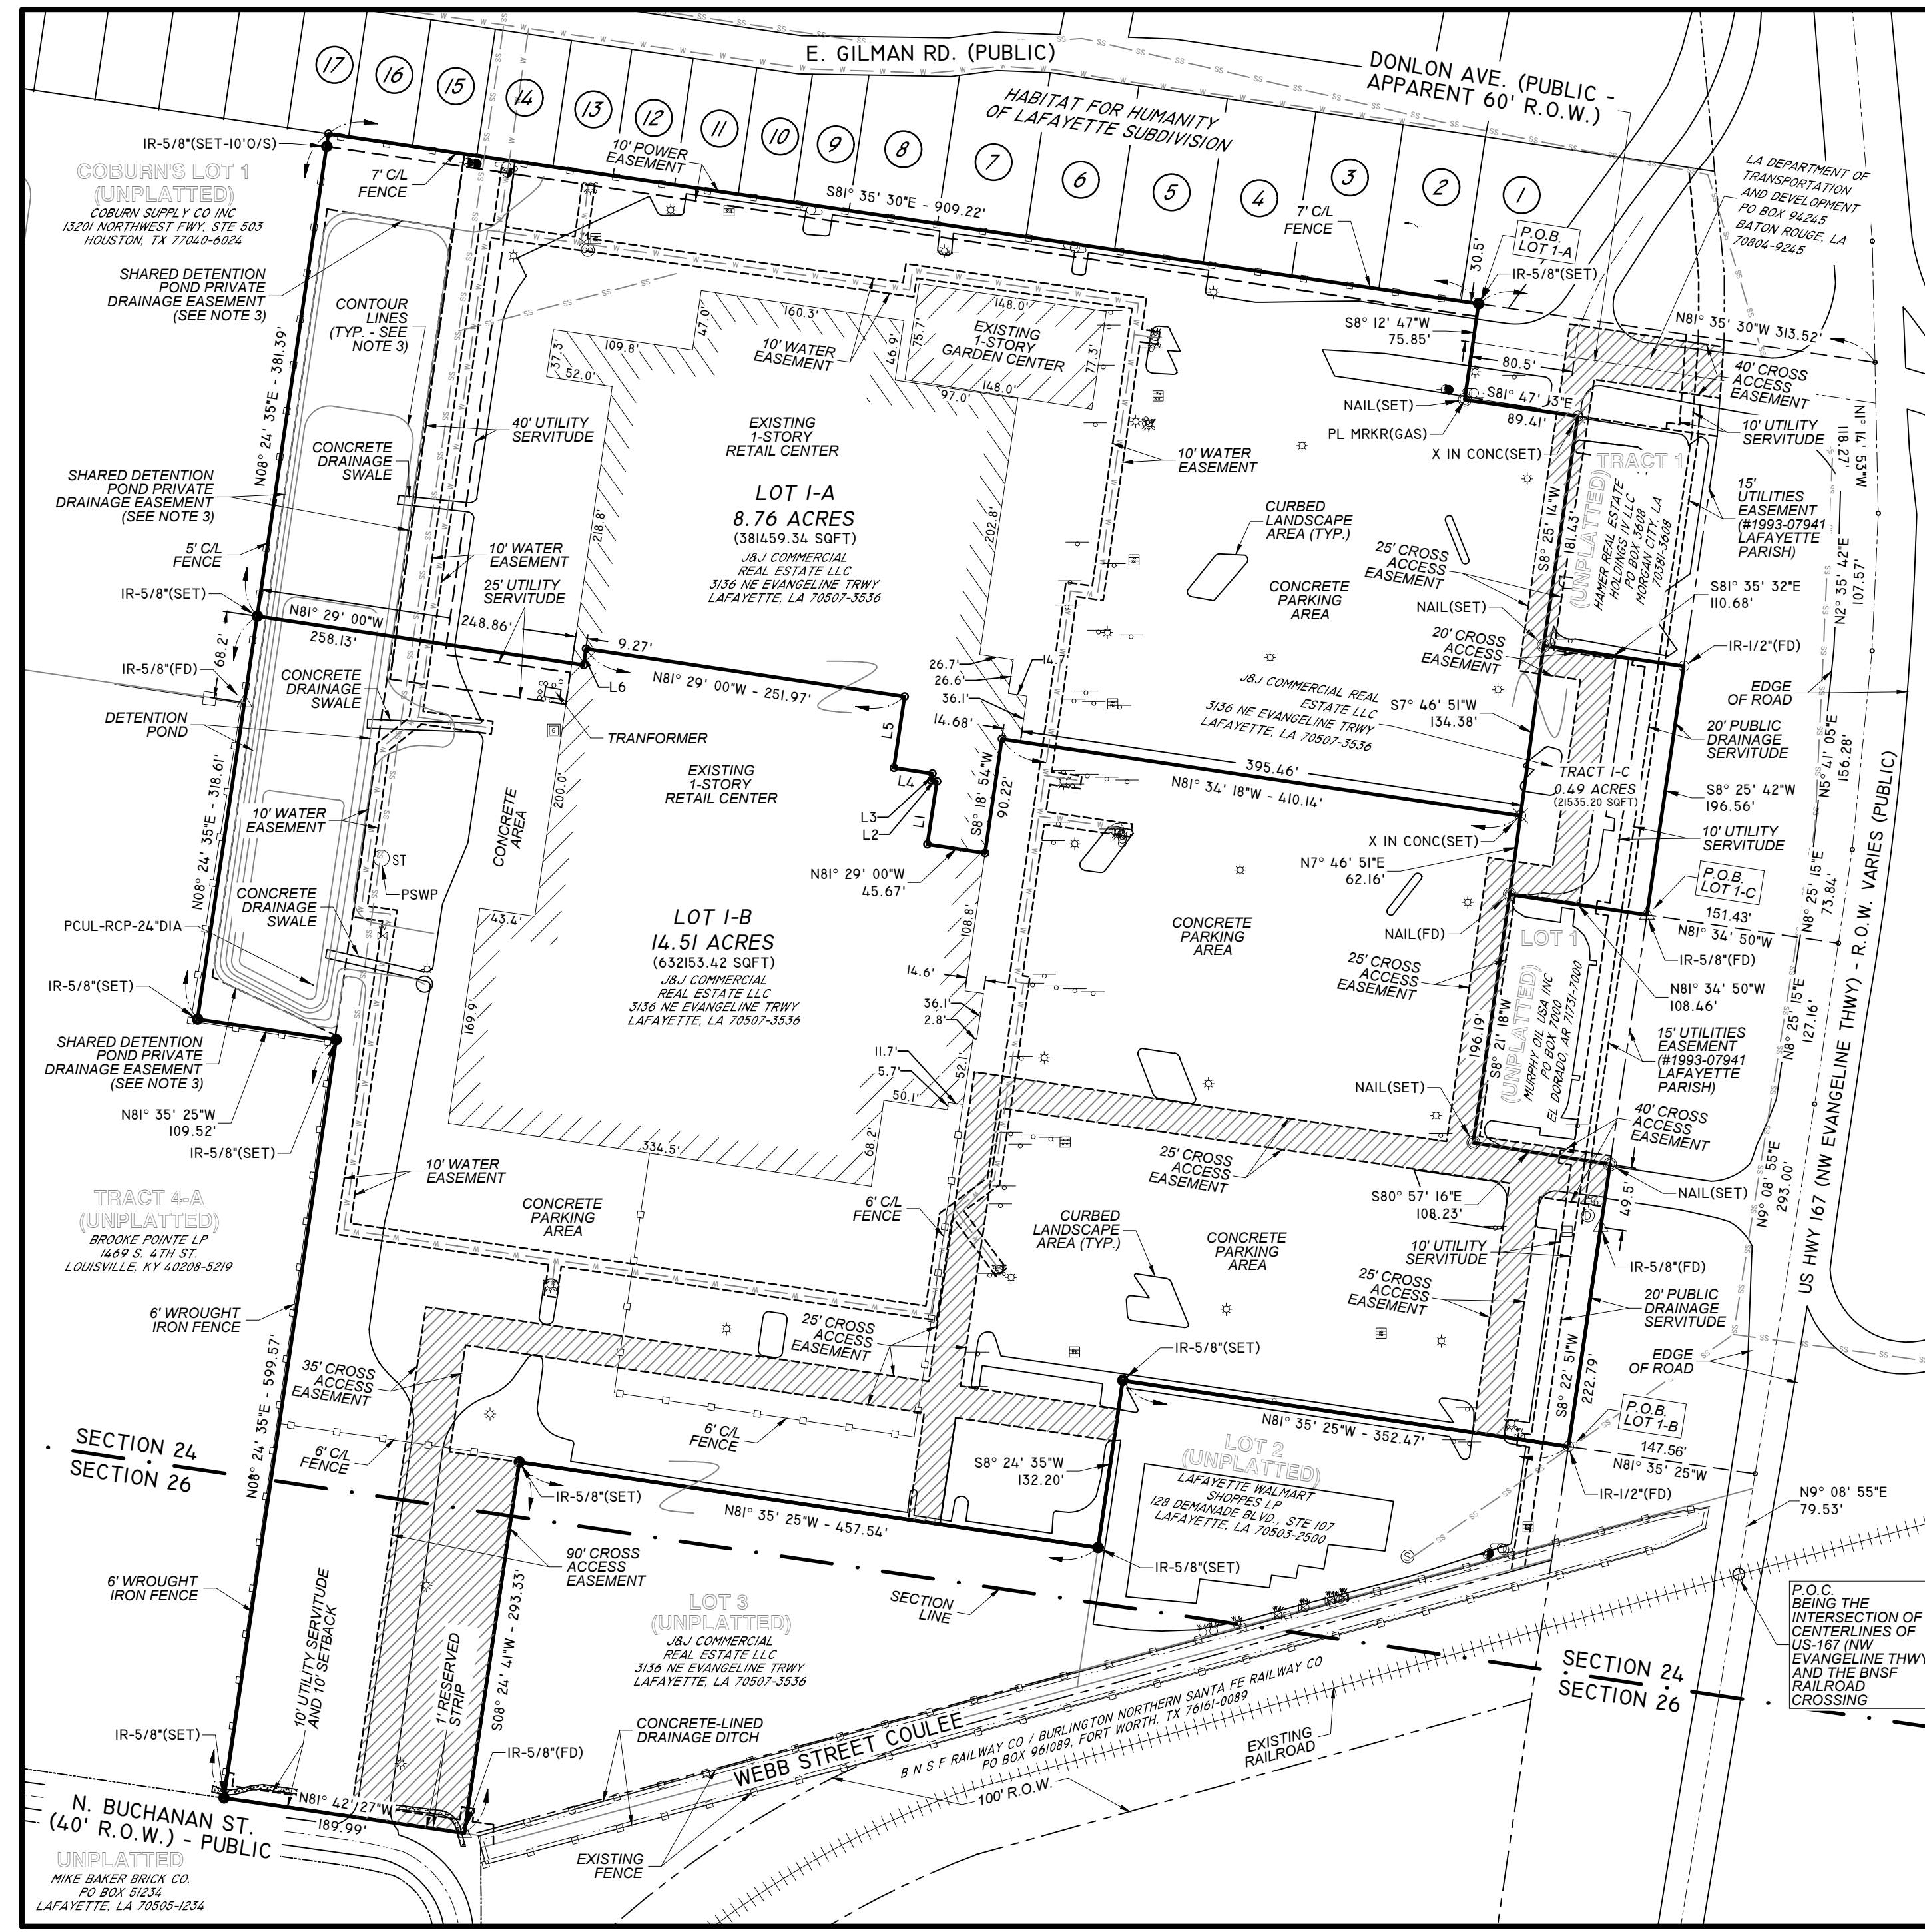 E. GILMAN RD. (PUBLIC)
DONLON AVE. (PUBLIC -
APPARENT 60' R.O.W.)
17
16
15
14
13
12
11
10
9
8
7
6
5
4
3
2
1
HABITAT FOR HUMANITY
OF LAFAYETTE SUBDIVISION
IR-5/8"(SET-10'O/S)
COBURN'S LOT 1
(UNPLATTED)
COBURN SUPPLY CO INC
13201 NORTHWEST FWY, STE 503
HOUSTON, TX 77040-6024
7' C/L
FENCE
10' POWER
EASEMENT
S81° 35' 30"E - 909.22'
7' C/L
FENCE
30.5'
P.O.B.
LOT 1-A
IR-5/8"(SET)
LA DEPARTMENT OF
TRANSPORTATION
AND DEVELOPMENT
PO BOX 94245
BATON ROUGE, LA
70804-9245
N81° 35' 30"W 313.52'
S8° 12' 47"W
75.85'
80.5'
S81° 47' 13"E
89.41'
NAIL(SET)
PL MRKR(GAS)
X IN CONC(SET)
40' CROSS
ACCESS
EASEMENT
10' UTILITY
SERVITUDE
N1° 14' 53"W
118.27'
SHARED DETENTION
POND PRIVATE
DRAINAGE EASEMENT
(SEE NOTE 3)
CONTOUR
LINES
(TYP. - SEE
NOTE 3)
N08° 24' 35"E - 381.39'
CONCRETE
DRAINAGE
SWALE
40' UTILITY
SERVITUDE
37.3'
109.8'
52.0'
47.0'
160.3'
10' WATER
EASEMENT
46.9'
75.7'
148.0'
EXISTING
1-STORY
GARDEN CENTER
77.3'
148.0'
97.0'
EXISTING
1-STORY
RETAIL CENTER
LOT 1-A
8.76 ACRES
(381459.34 SQFT)
J&J COMMERCIAL
REAL ESTATE LLC
3136 NE EVANGELINE TRWY
LAFAYETTE, LA 70507-3536
218.8'
202.8'
10' WATER
EASEMENT
CURBED
LANDSCAPE
AREA (TYP.)
CONCRETE
PARKING
AREA
25' CROSS
ACCESS
EASEMENT
NAIL(SET)
S8° 25' 14"W
181.43'
TRACT 1
(UNPLATTED)
HAMER REAL ESTATE
HOLDINGS IV LLC
PO BOX 3608
MORGAN CITY, LA
70381-3608
15'
UTILITIES
EASEMENT
(#1993-07941
LAFAYETTE
PARISH)
N2° 35' 42"E
107.57'
S81° 35' 32"E
110.68'
20' CROSS
ACCESS
EASEMENT
IR-1/2"(FD)
SHARED DETENTION
POND PRIVATE
DRAINAGE EASEMENT
(SEE NOTE 3)
5' C/L
FENCE
10' WATER
EASEMENT
25' UTILITY
SERVITUDE
IR-5/8"(SET)
N81° 29' 00"W
258.13'
248.86'
9.27'
68.2'
IR-5/8"(FD)
CONCRETE
DRAINAGE
SWALE
DETENTION
POND
L6
N81° 29' 00"W - 251.97'
TRANFORMER
L5
L4
L3
L2
L1
26.7'
26.6'
36.1'
14.68'
14.7'
S8° 18' 54"W
90.22'
N81° 29' 00"W
45.67'
J&J COMMERCIAL REAL
ESTATE LLC
3136 NE EVANGELINE TRWY
LAFAYETTE, LA 70507-3536
S7° 46' 51"W
134.38'
395.46'
N81° 34' 18"W - 410.14'
TRACT 1-C
0.49 ACRES
(21535.20 SQFT)
EDGE
OF ROAD
20' PUBLIC
DRAINAGE
SERVITUDE
S8° 25' 42"W
196.56'
10' UTILITY
SERVITUDE
N5° 41' 05"E
156.28'
X IN CONC(SET)
N7° 46' 51"E
62.16'
P.O.B.
LOT 1-C
151.43'
N81° 34' 50"W
N8° 25' 15"E
73.84'
US HWY 167 (NW EVANGELINE THWY) - R.O.W. VARIES (PUBLIC)
N08° 24' 35"E - 318.61'
10' WATER
EASEMENT
CONCRETE
AREA
200.0'
EXISTING
1-STORY
RETAIL CENTER
ST
PSWP
CONCRETE
DRAINAGE
SWALE
43.4'
PCUL-RCP-24"DIA
LOT 1-B
14.51 ACRES
(632153.42 SQFT)
J&J COMMERCIAL
REAL ESTATE LLC
3136 NE EVANGELINE TRWY
LAFAYETTE, LA 70507-3536
108.8'
14.6'
36.1'
2.8'
CONCRETE
PARKING
AREA
NAIL(FD)
LOT 1
(UNPLATTED)
MURPHY OIL USA INC
PO BOX 7000
EL DORADO, AR 71731-7000
IR-5/8"(FD)
N81° 34' 50"W
108.46'
25' CROSS
ACCESS
EASEMENT
196.19'
S8° 21' 18"W
15' UTILITIES
EASEMENT
(#1993-07941
LAFAYETTE
PARISH)
N8° 25' 15"E
127.16'
IR-5/8"(SET)
169.9'
SHARED DETENTION
POND PRIVATE
DRAINAGE EASEMENT
(SEE NOTE 3)
N81° 35' 25"W
109.52'
IR-5/8"(SET)
11.7'
5.7'
52.1'
50.1'
68.2'
334.5'
NAIL(SET)
40' CROSS
ACCESS
EASEMENT
TRACT 4-A
(UNPLATTED)
BROOKE POINTE LP
1469 S. 4TH ST.
LOUISVILLE, KY 40208-5219
10' WATER
EASEMENT
CONCRETE
PARKING
AREA
6' C/L
FENCE
25' CROSS
ACCESS
EASEMENT
CURBED
LANDSCAPE
AREA (TYP.)
CONCRETE
PARKING
AREA
S80° 57' 16"E
108.23'
NAIL(SET)
49.5'
N9° 08' 55"E
293.00'
10' UTILITY
SERVITUDE
25' CROSS
ACCESS
EASEMENT
IR-5/8"(FD)
20' PUBLIC
DRAINAGE
SERVITUDE
6' WROUGHT
IRON FENCE
N08° 24' 35"E - 599.57'
35' CROSS
ACCESS
EASEMENT
25' CROSS
ACCESS
EASEMENT
IR-5/8"(SET)
S8° 22' 51"W
222.79'
EDGE
OF ROAD
P.O.B.
LOT 1-B
147.56'
N81° 35' 25"W
N81° 35' 25"W - 352.47'
SECTION 24
SECTION 26
6' C/L
FENCE
6' C/L
FENCE
IR-5/8"(SET)
N81° 35' 25"W - 457.54'
S8° 24' 35"W
132.20'
LOT 2
(UNPLATTED)
LAFAYETTE WALMART
SHOPPES LP
128 DEMANADE BLVD., STE 107
LAFAYETTE, LA 70503-2500
IR-1/2"(FD)
N9° 08' 55"E
79.53'
IR-5/8"(SET)
90' CROSS
ACCESS
EASEMENT
6' WROUGHT
IRON FENCE
10' UTILITY SERVITUDE
AND 10' SETBACK
1' RESERVED
STRIP
S08° 24' 41"W - 293.33'
LOT 3
(UNPLATTED)
J&J COMMERCIAL
REAL ESTATE LLC
3136 NE EVANGELINE TRWY
LAFAYETTE, LA 70507-3536
SECTION
LINE
P.O.C.
BEING THE
INTERSECTION OF
CENTERLINES OF
US-167 (NW
EVANGELINE THWY
AND THE BNSF
RAILROAD
CROSSING
SECTION 24
SECTION 26
IR-5/8"(SET)
IR-5/8"(FD)
CONCRETE-LINED
DRAINAGE DITCH
WEBB STREET COULEE
B N S F RAILWAY CO / BURLINGTON NORTHERN SANTA FE RAILWAY CO
PO BOX 961089, FORT WORTH, TX 76161-0089
EXISTING
RAILROAD
100' R.O.W.
N81° 42' 27"W
189.99'
N. BUCHANAN ST.
(40' R.O.W.) - PUBLIC
EXISTING
FENCE
UNPLATTED
MIKE BAKER BRICK CO.
PO BOX 51234
LAFAYETTE, LA 70505-1234